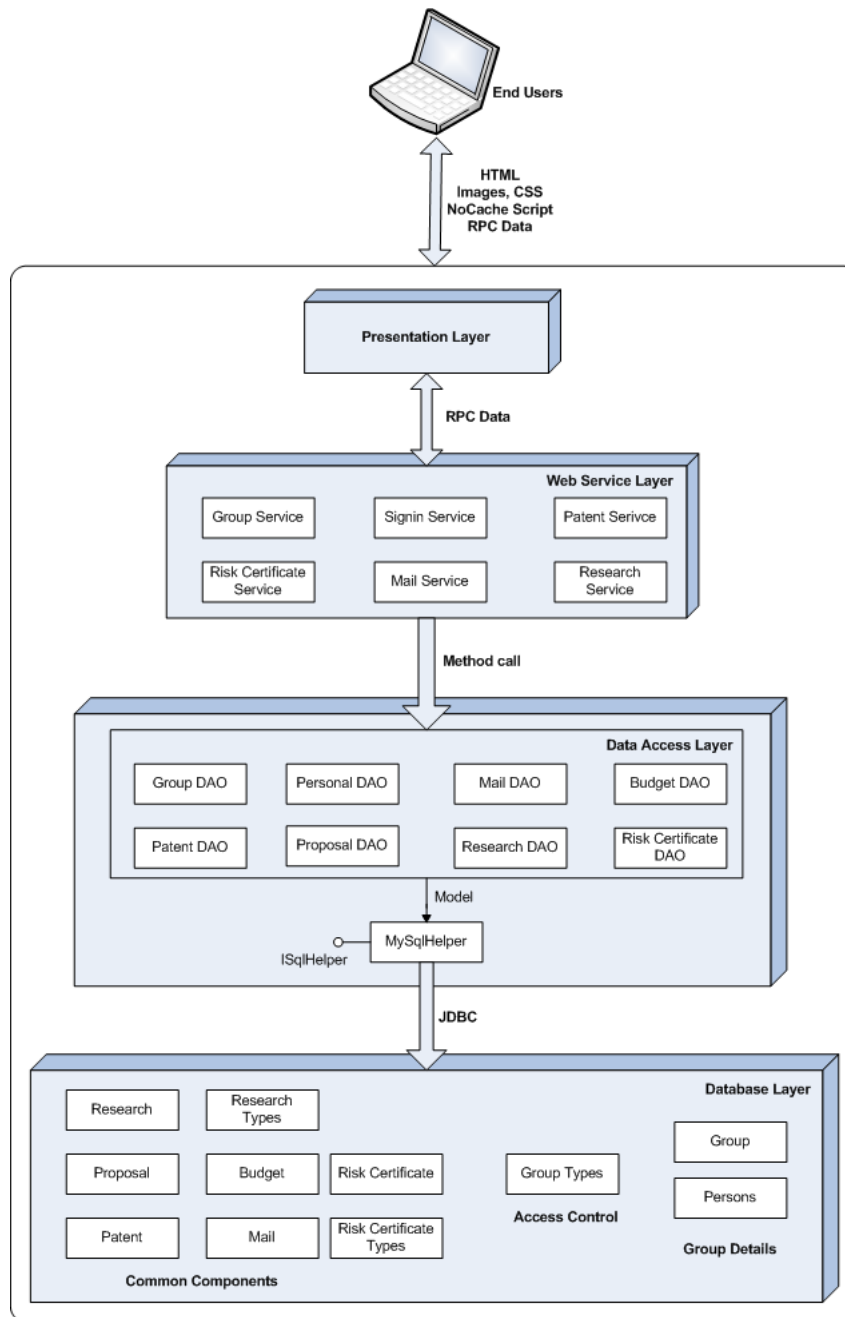 End Users
HTML
Images, CSS
NoCache Script
RPC Data
Presentation Layer
RPC Data
Web Service Layer
Group Service
Signin Service
Patent Serivce
Risk Certificate
Service
Mail Service
Research
Service
Method call
Data Access Layer
Group DAO
Personal DAO
Mail DAO
Budget DAO
Patent DAO
Proposal DAO
Research DAO
Risk Certificate
DAO
Model
MySqlHelper
ISqlHelper
JDBC
Database Layer
Research
Research
Types
Group
Proposal
Budget
Risk Certificate
Group Types
Persons
Access Control
Patent
Mail
Risk Certificate
Types
Group Details
Common Components